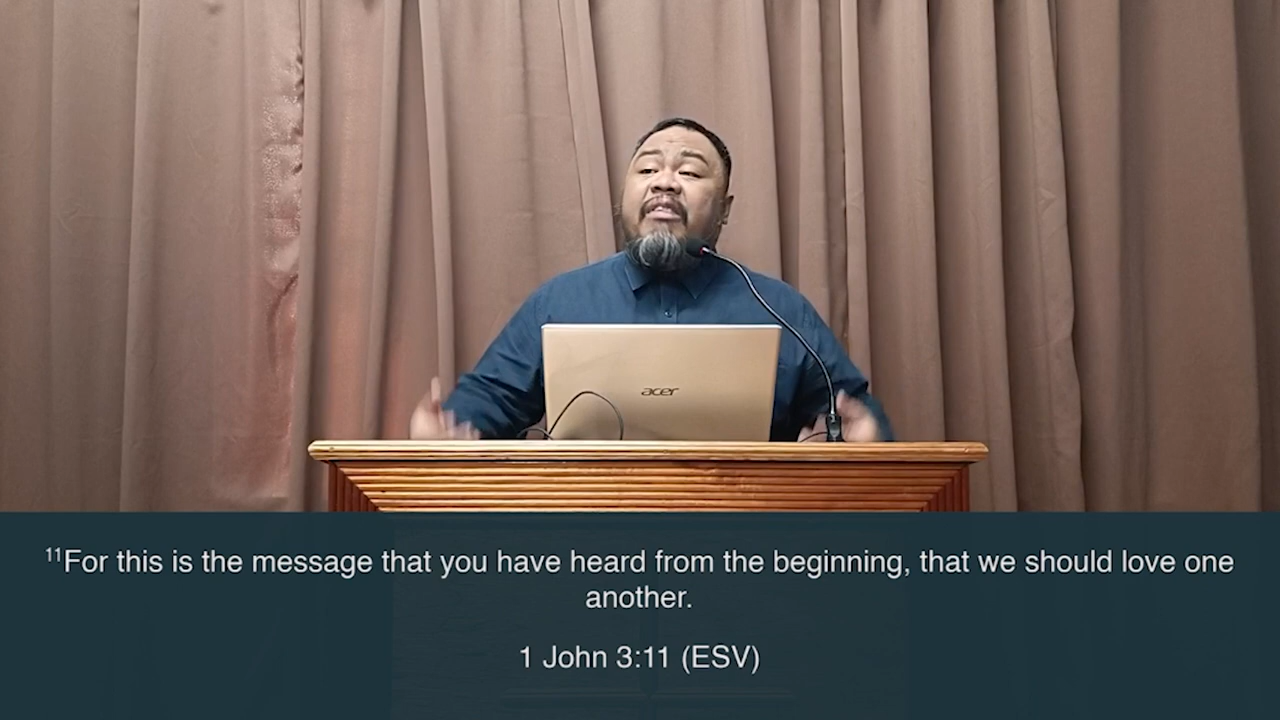 acer
¹¹For this is the message that you have heard from the beginning, that we should love one
another.
1 John 3:11 (ESV)